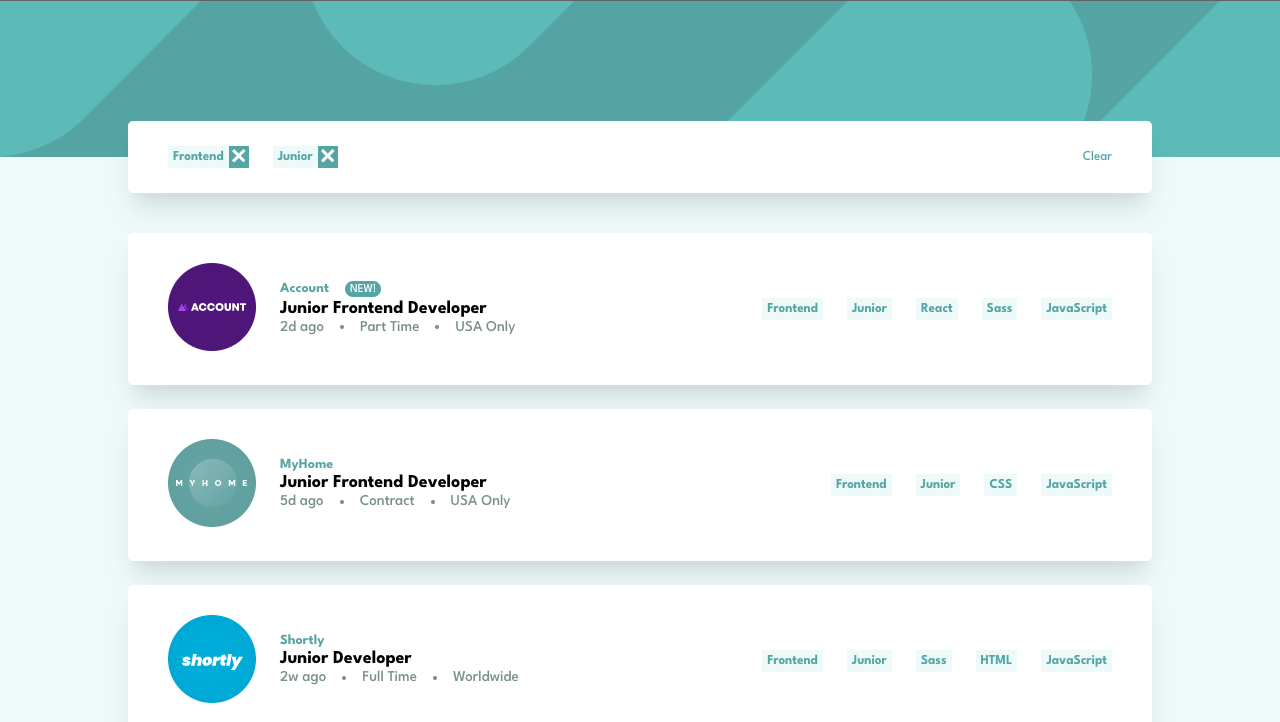 Frontend Junior Clear
ACCOUNT
Account NEW!
Junior Frontend Developer
2d ago • Part Time • USA Only
Frontend Junior React Sass JavaScript
MYHOME
MyHome
Junior Frontend Developer
5d ago • Contract • USA Only
Frontend Junior CSS JavaScript
shortly
Shortly
Junior Developer
2w ago • Full Time • Worldwide
Frontend Junior Sass HTML JavaScript